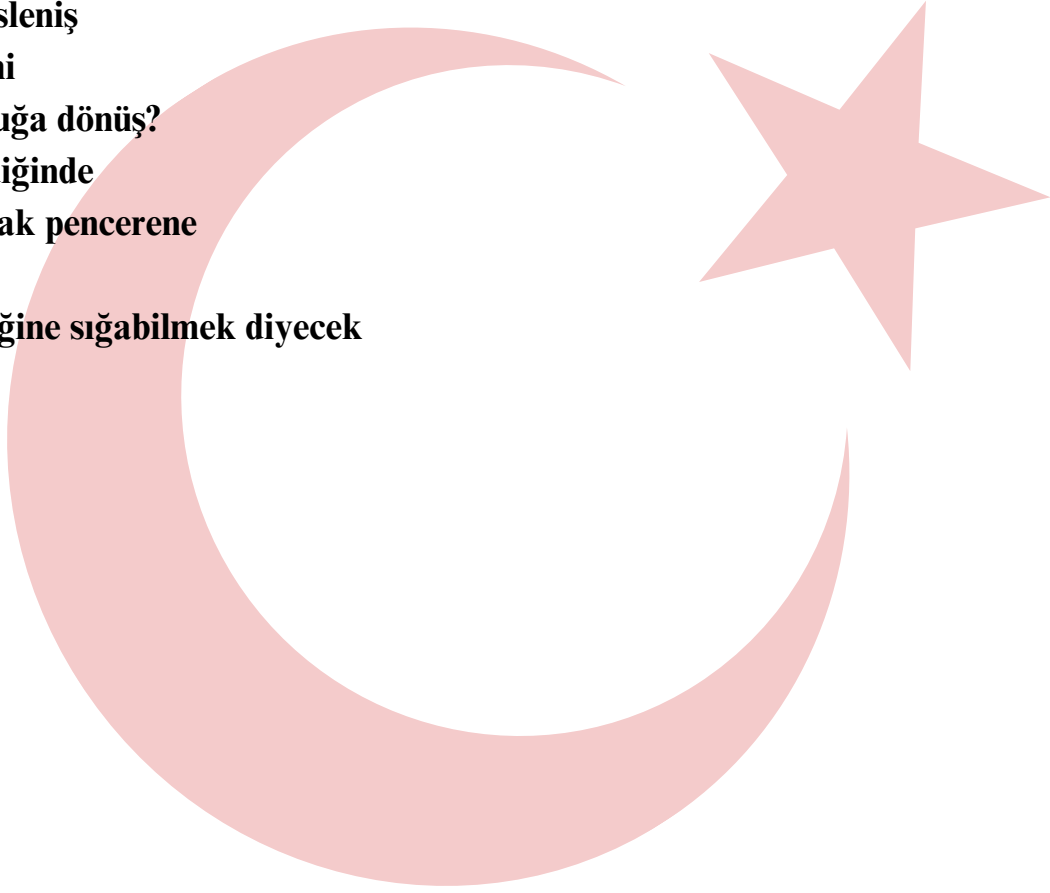 sleniş
ni
uğa dönüş?
iğinde
ak pencerene
ğine sığabilmek diyecek